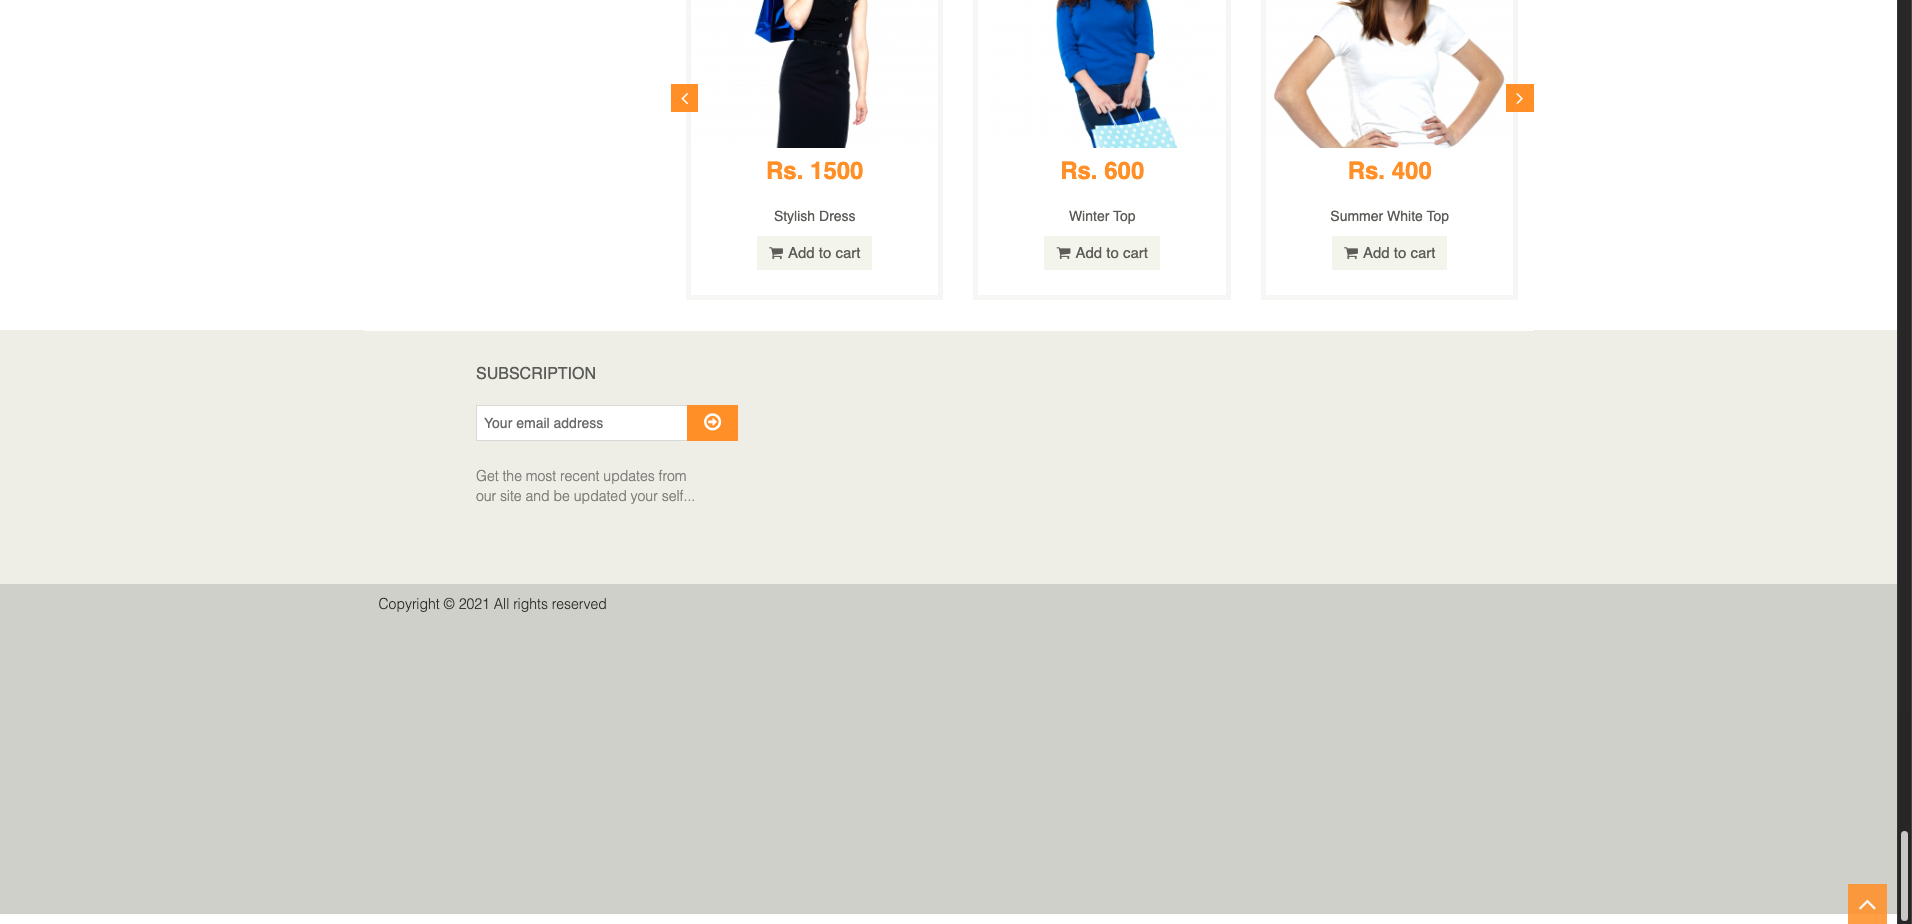 Rs. 1500
Stylish Dress
Add to cart
Rs. 600
Winter Top
Add to cart
Rs. 400
Summer White Top
Add to cart
SUBSCRIPTION
Your email address
Get the most recent updates from
our site and be updated your self...
Copyright © 2021 All rights reserved